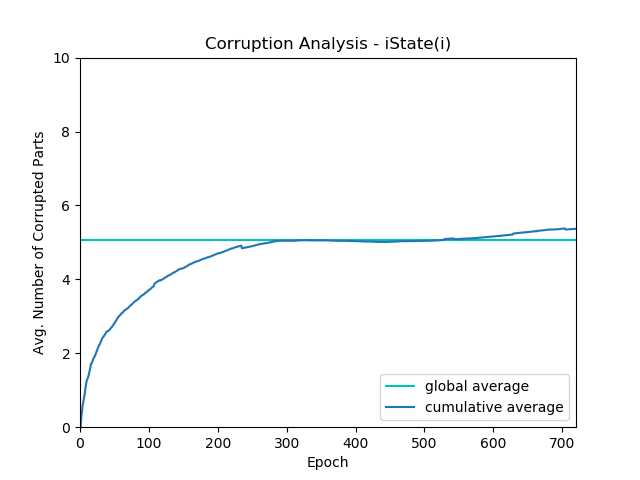 Corruption Analysis - iState(i)
Avg. Number of Corrupted Parts
10
8
6
4
2
0
0 100 200 300 400 500 600 700
Epoch
global average
cumulative average